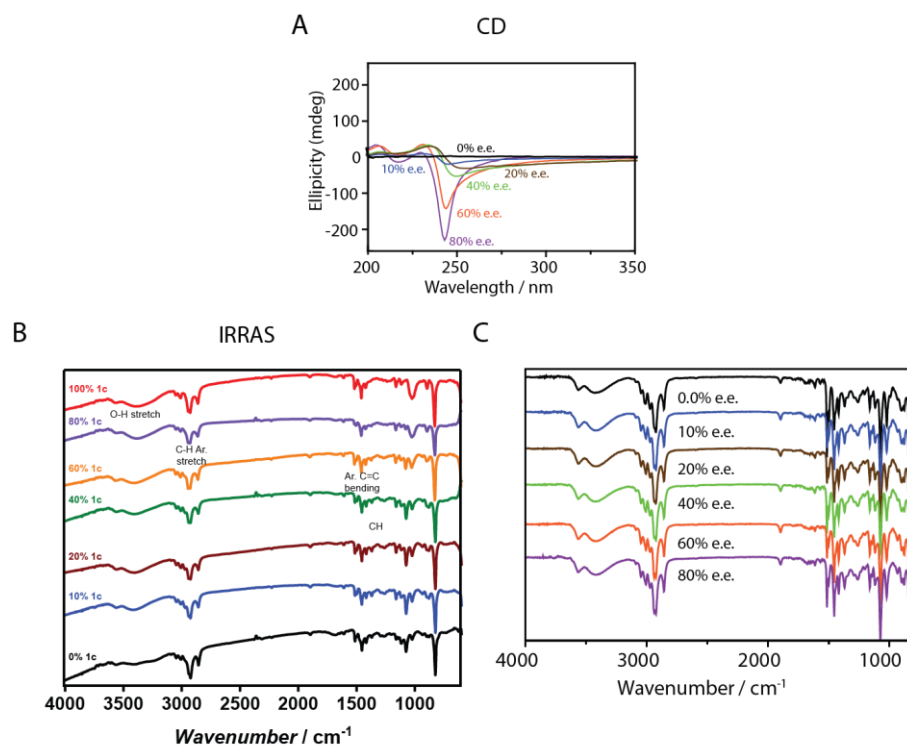 A
CD
Ellipicity (mdeg)
200
100
0
-100
-200
0% e.e.
10% e.e.
20% e.e.
40% e.e.
60% e.e.
80% e.e.
200
250
300
350
Wavelength / nm
B
IRRAS
100% 1c
O-H stretch
80% 1c
C-H Ar.
stretch
60% 1c
Ar. C=C
bending
40% 1c
CH
20% 1c
10% 1c
0% 1c
4000
3500
3000
2500
2000
1500
1000
Wavenumber / cm⁻¹
C
0.0% e.e.
10% e.e.
20% e.e.
40% e.e.
60% e.e.
80% e.e.
4000
3000
2000
1000
Wavenumber / cm⁻¹